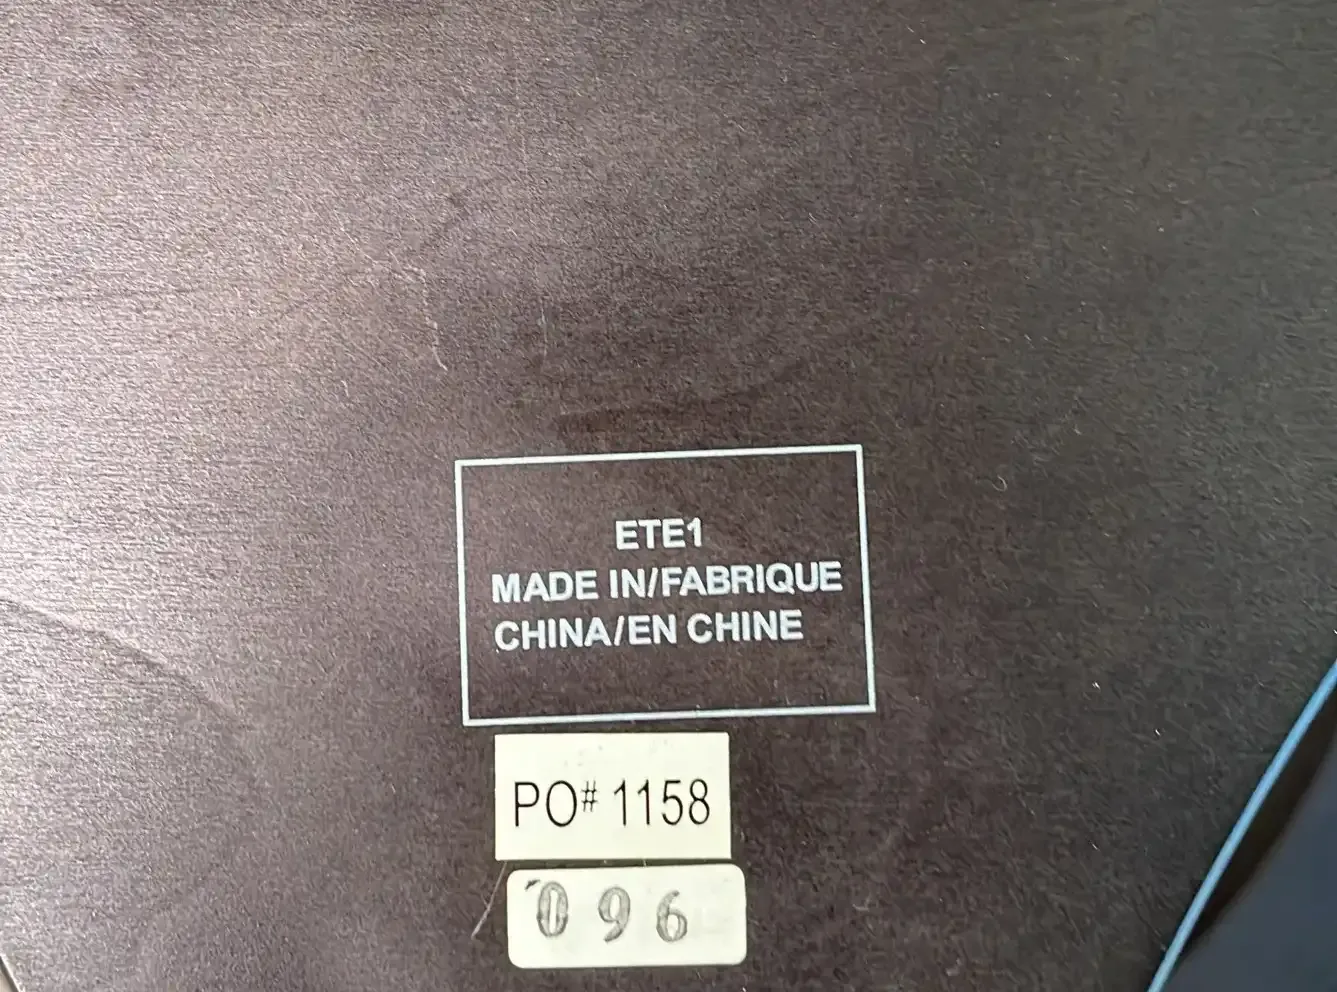 ETE1
MADE IN/FABRIQUE
CHINA/EN CHINE
PO# 1158
096